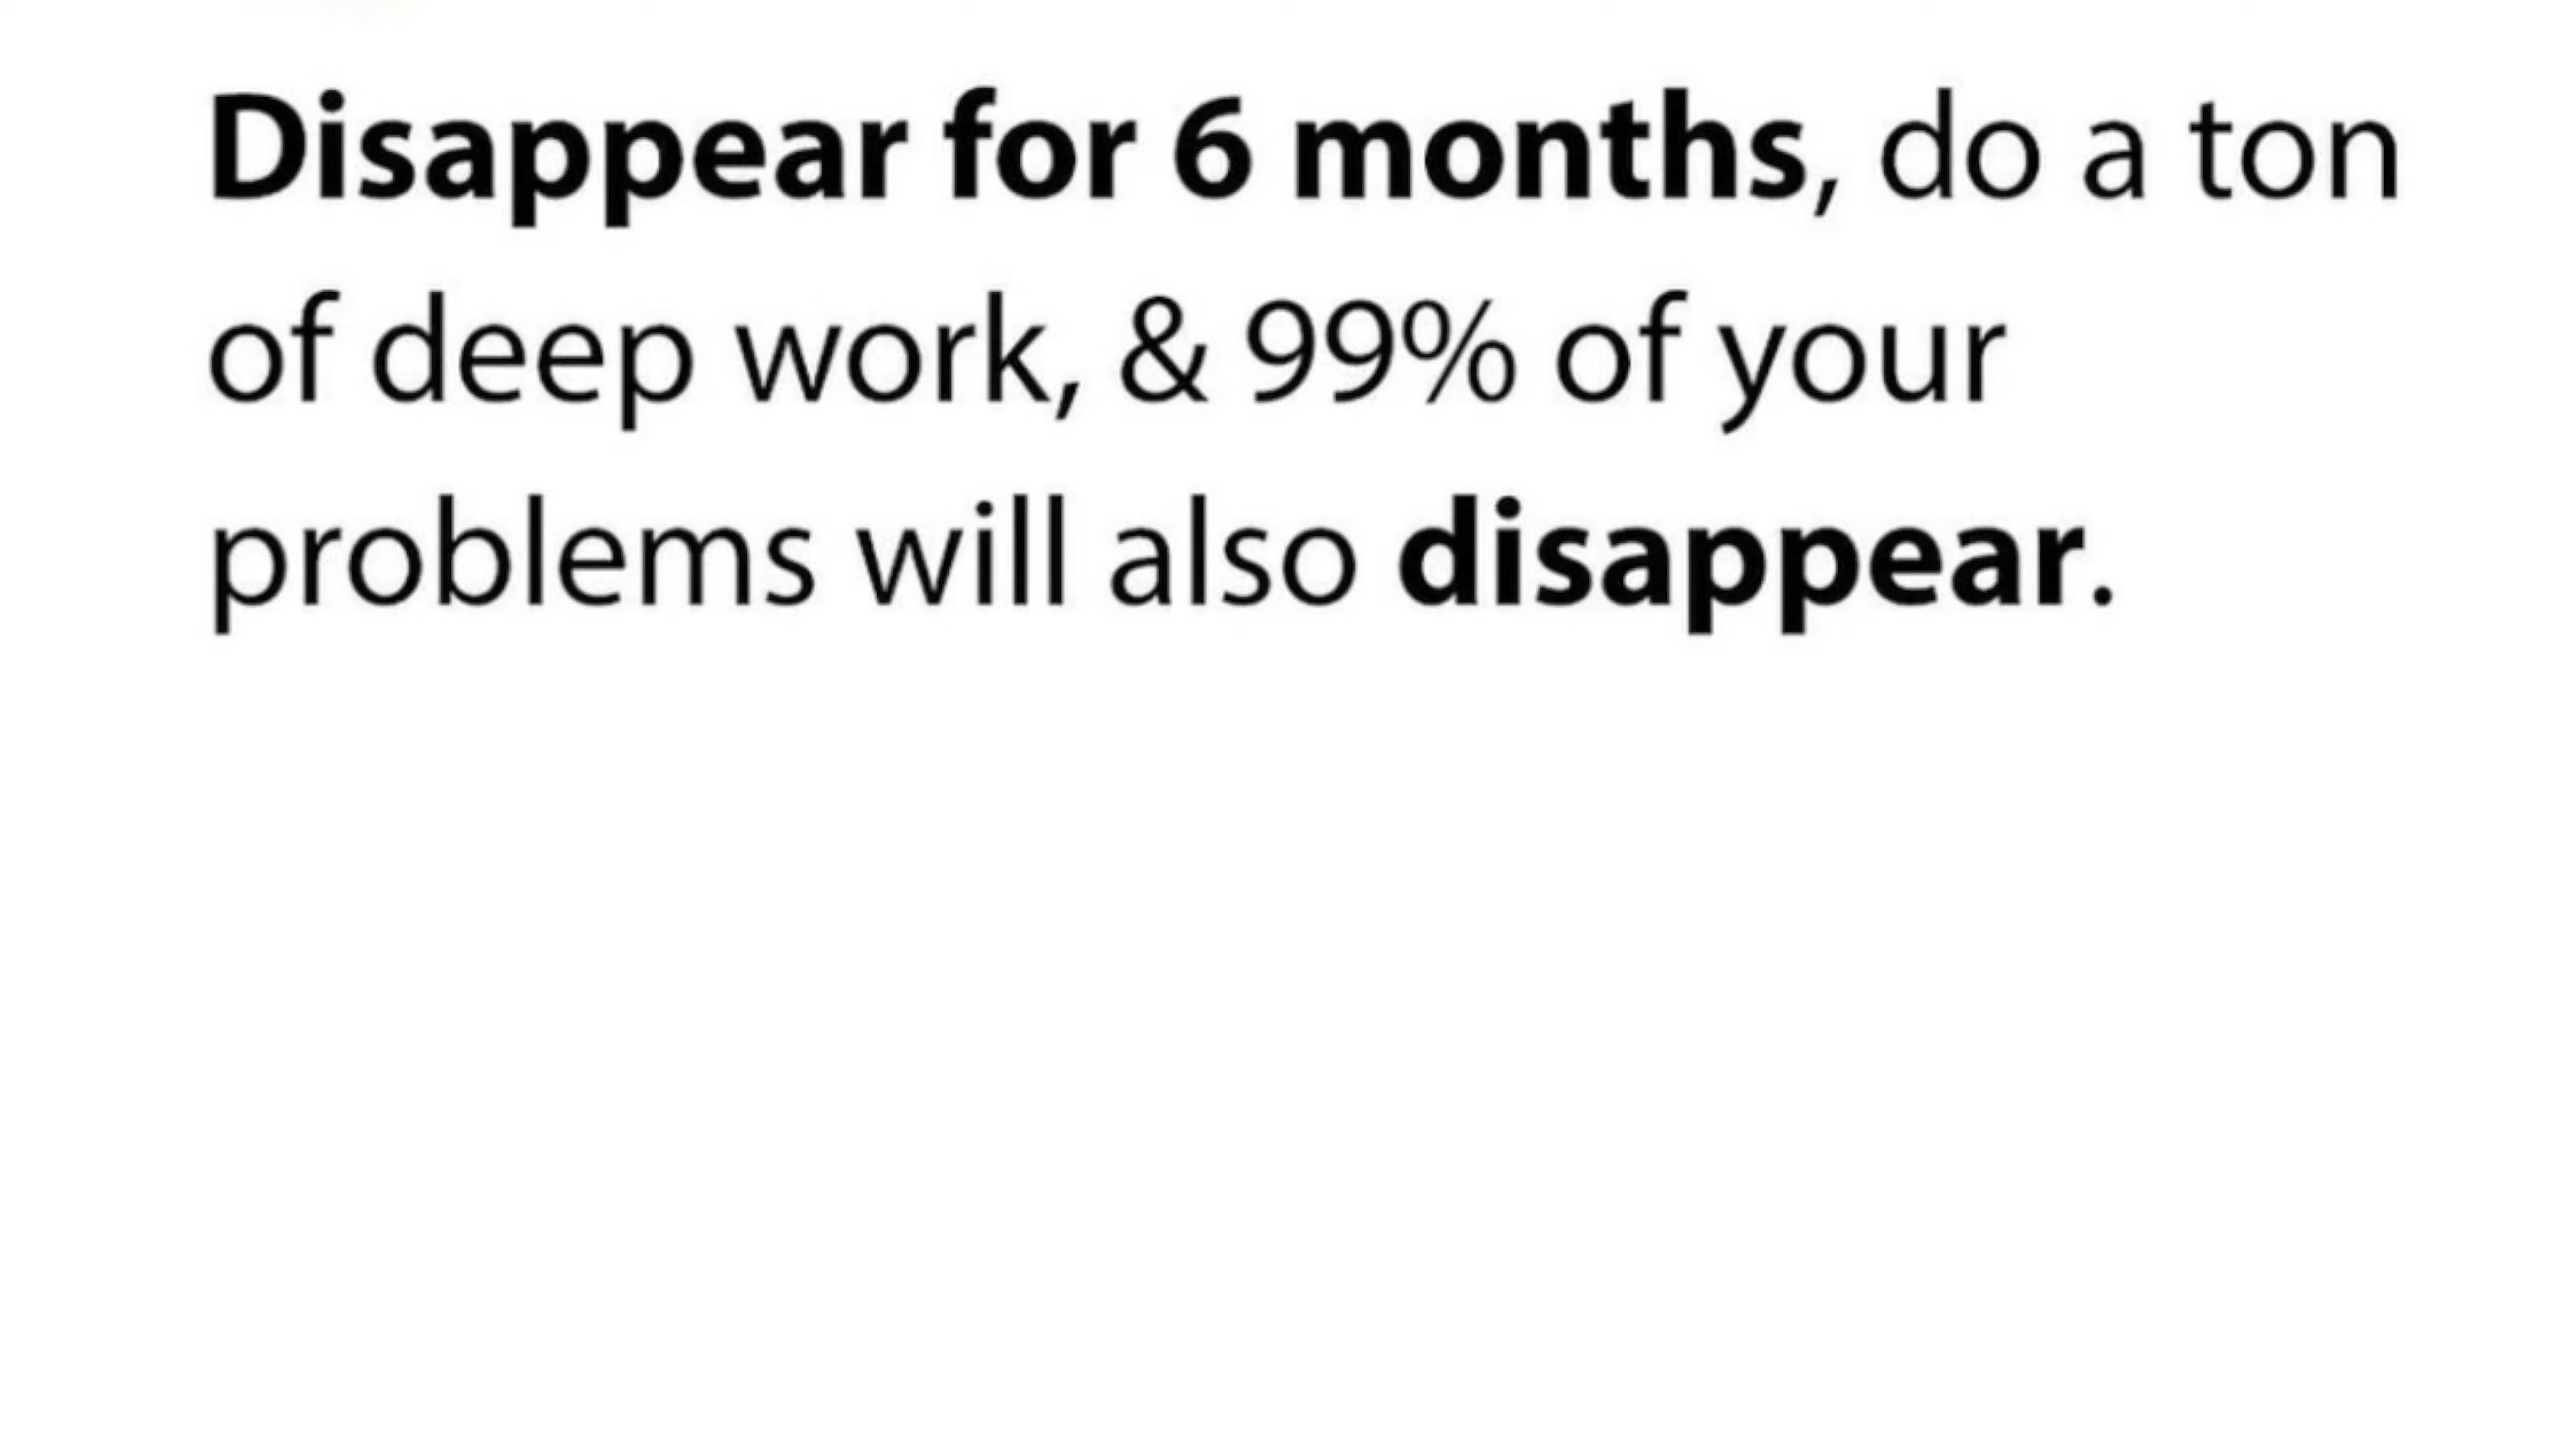 Disappear for 6 months, do a ton
of deep work, & 99% of your
problems will also disappear.